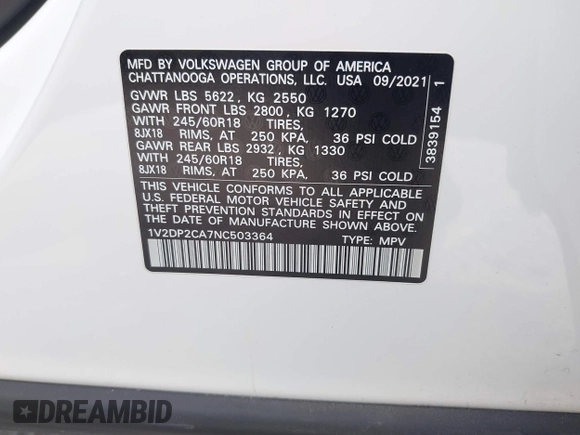 MFD BY VOLKSWAGEN GROUP OF AMERICA
CHATTANOOGA OPERATIONS, LLC. USA 09/2021
GVWR LBS 5622, KG 2550
GAWR FRONT LBS 2800, KG 1270
WITH 245/60R18 TIRES,
8JX18 RIMS, AT 250 KPA, 36 PSI COLD
GAWR REAR LBS 2932, KG 1330
WITH 245/60R18 TIRES,
8JX18 RIMS, AT 250 KPA, 36 PSI COLD
THIS VEHICLE CONFORMS TO ALL APPLICABLE
U.S. FEDERAL MOTOR VEHICLE SAFETY AND
THEFT PREVENTION STANDARDS IN EFFECT ON
THE DATE OF MANUFACTURE SHOWN ABOVE.
1V2DP2CA7NC503364 TYPE: MPV
3839154 1
DREAMBID